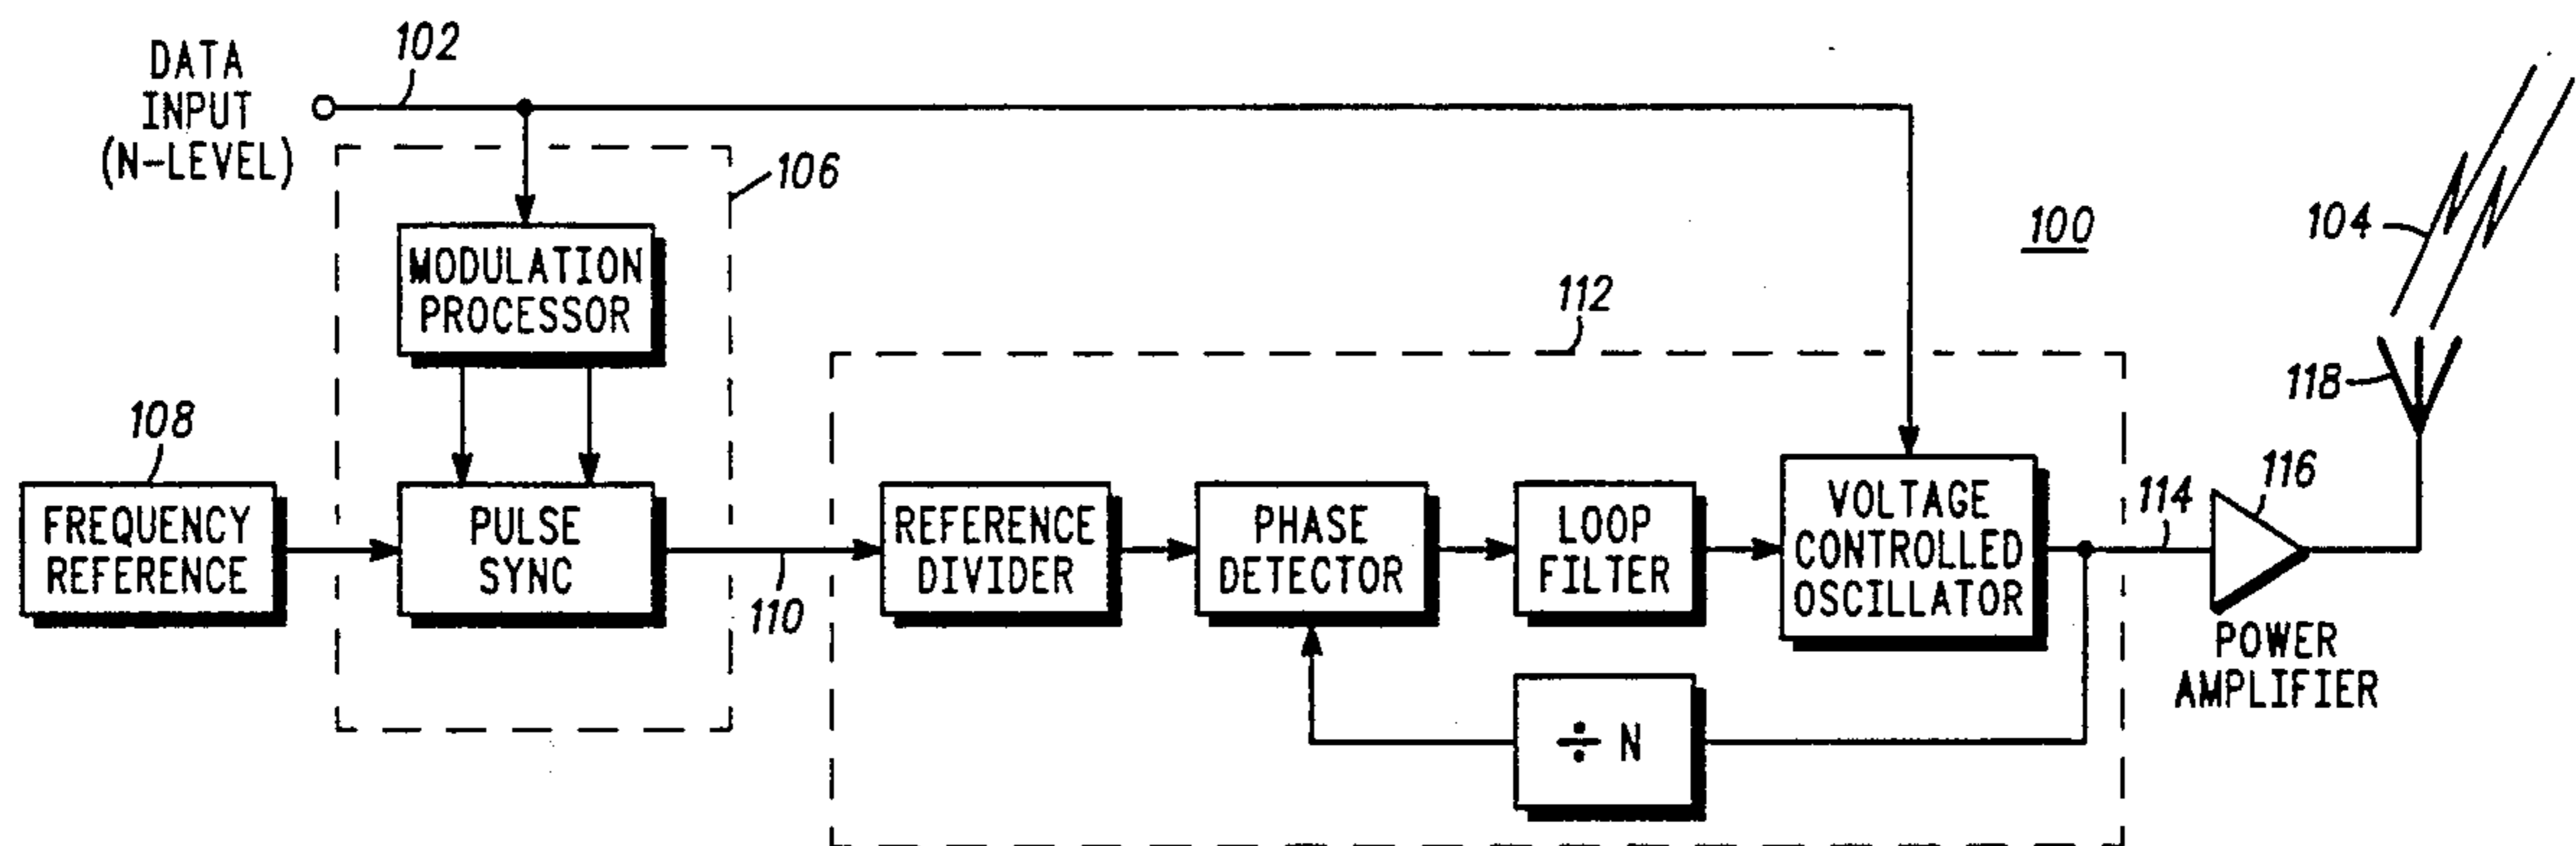 DATA
INPUT
(N-LEVEL)
102
106
MODULATION
PROCESSOR
100
104
112
118
108
FREQUENCY
REFERENCE
PULSE
SYNC
110
REFERENCE
DIVIDER
PHASE
DETECTOR
LOOP
FILTER
VOLTAGE
CONTROLLED
OSCILLATOR
114
116
POWER
AMPLIFIER
÷ N